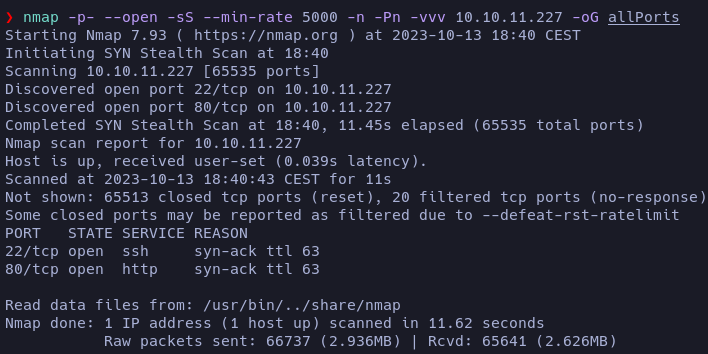 ❯ nmap -p- --open -sS --min-rate 5000 -n -Pn -vvv 10.10.11.227 -oG allPorts
Starting Nmap 7.93 ( https://nmap.org ) at 2023-10-13 18:40 CEST
Initiating SYN Stealth Scan at 18:40
Scanning 10.10.11.227 [65535 ports]
Discovered open port 22/tcp on 10.10.11.227
Discovered open port 80/tcp on 10.10.11.227
Completed SYN Stealth Scan at 18:40, 11.45s elapsed (65535 total ports)
Nmap scan report for 10.10.11.227
Host is up, received user-set (0.039s latency).
Scanned at 2023-10-13 18:40:43 CEST for 11s
Not shown: 65513 closed tcp ports (reset), 20 filtered tcp ports (no-response)
Some closed ports may be reported as filtered due to --defeat-rst-ratelimit
PORT   STATE SERVICE REASON
22/tcp open  ssh     syn-ack ttl 63
80/tcp open  http    syn-ack ttl 63
Read data files from: /usr/bin/../share/nmap
Nmap done: 1 IP address (1 host up) scanned in 11.62 seconds
           Raw packets sent: 66737 (2.936MB) | Rcvd: 65641 (2.626MB)